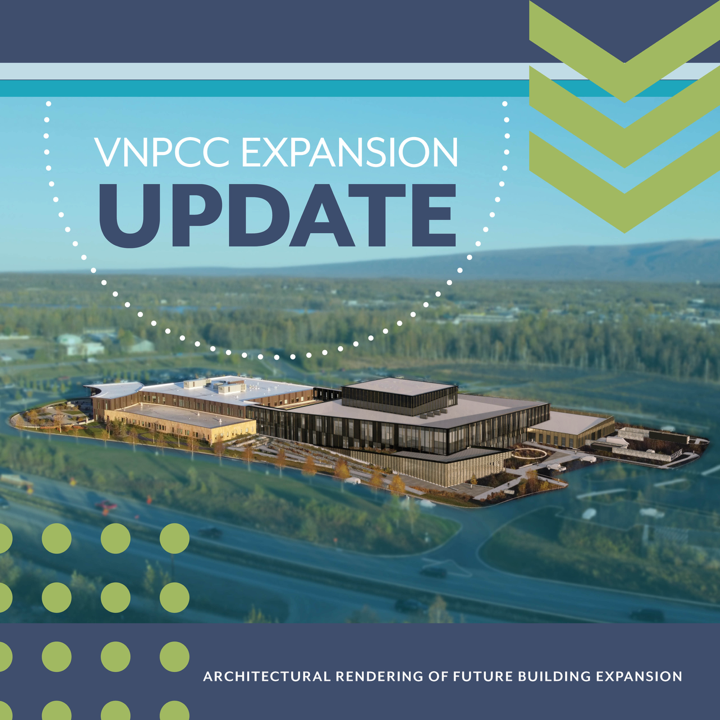 VNPCC EXPANSION
UPDATE
ARCHITECTURAL RENDERING OF FUTURE BUILDING EXPANSION